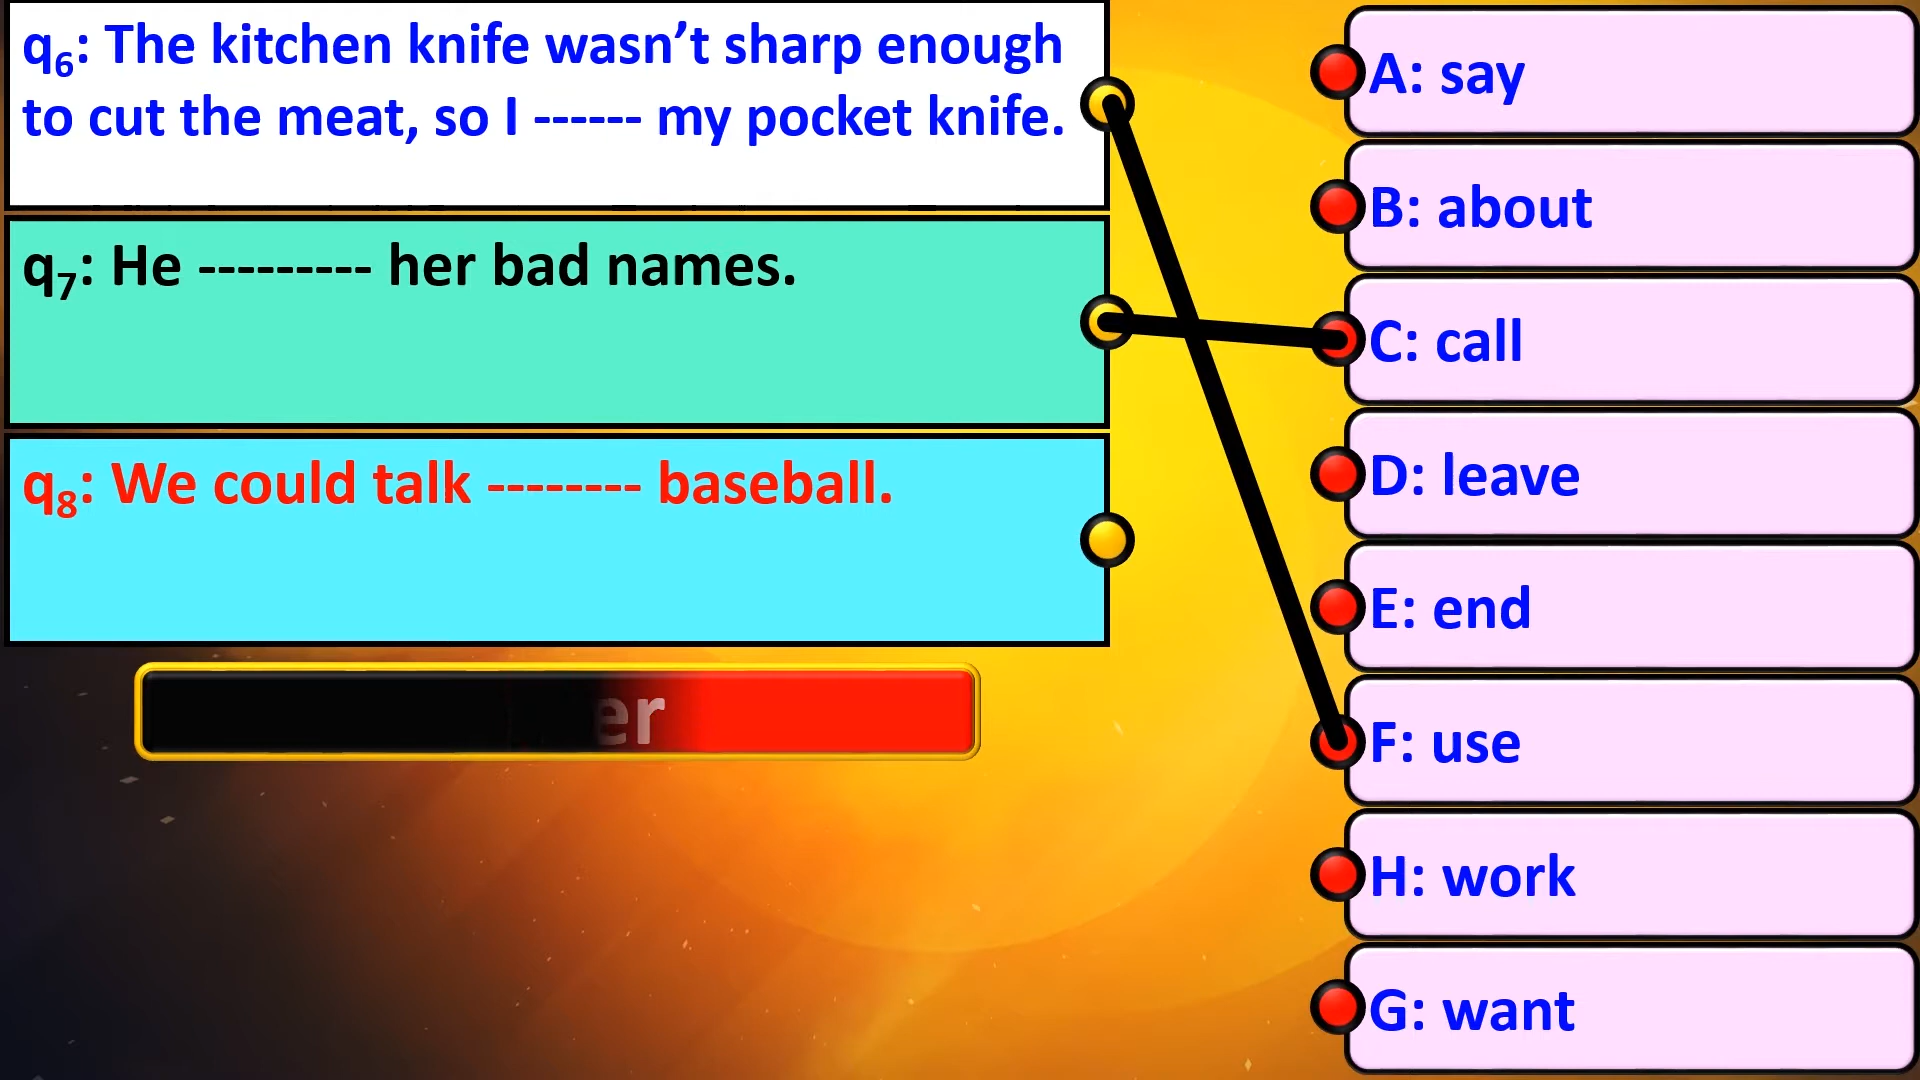 q6: The kitchen knife wasn’t sharp enough
to cut the meat, so I ------ my pocket knife.
q7: He --------- her bad names.
q8: We could talk -------- baseball.
A: say
B: about
C: call
D: leave
E: end
F: use
H: work
G: want